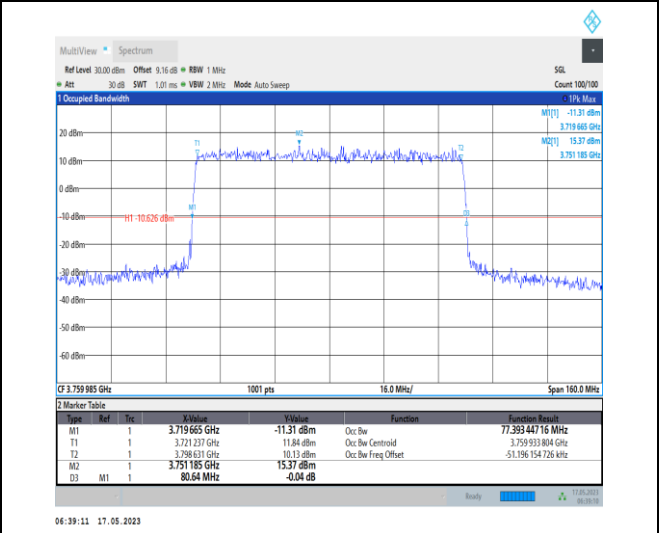 MultiView Spectrum
Ref Level 30.00 dBm Offset 9.16 dB RBW 1 MHz SGL
Att 30 dB SWT 1.01 ms VBW 2 MHz Mode Auto Sweep Count 100/100
1 Occupied Bandwidth 1Pk Max
M1[1] -11.31 dBm
3.719 665 GHz
M2[1] 15.37 dBm
3.751 185 GHz
20 dBm
T1 M2 T2
10 dBm
0 dBm
M1
-10 dBm H1 -10.626 dBm D3
-20 dBm
-30 dBm
-40 dBm
-50 dBm
-60 dBm
CF 3.759 985 GHz 1001 pts 16.0 MHz/ Span 160.0 MHz
2 Marker Table
Type Ref Trc X-Value Y-Value Function Function Result
M1 1 3.719 665 GHz -11.31 dBm Occ Bw 77.393 447 16 MHz
T1 1 3.721 237 GHz 11.84 dBm Occ Bw Centroid 3.759 933 804 GHz
T2 1 3.798 631 GHz 10.13 dBm Occ Bw Freq Offset -51.196 154 726 kHz
M2 1 3.751 185 GHz 15.37 dBm
D3 M1 1 80.64 MHz -0.04 dB
Ready 17.05.2023
06:39:10
06:39:11 17.05.2023